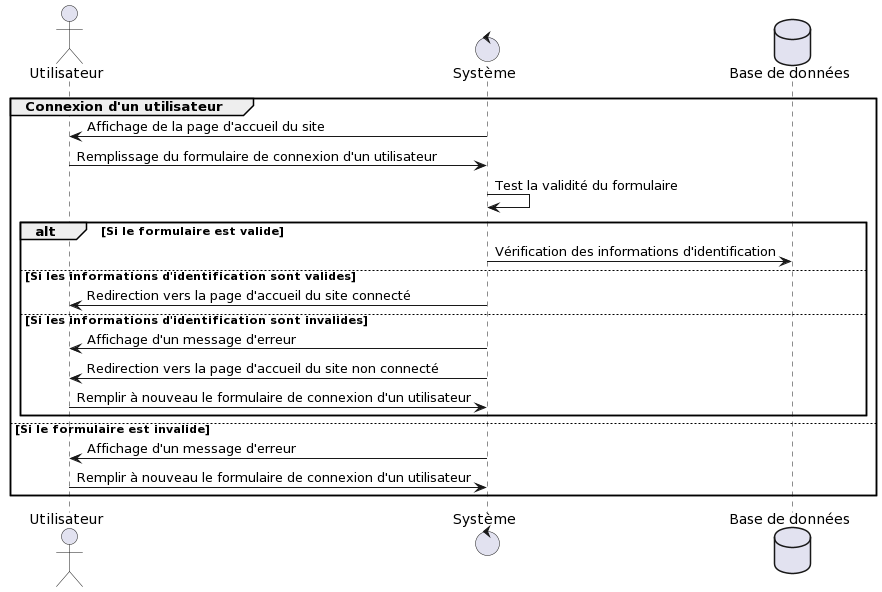 Utilisateur
Système
Base de données
Connexion d'un utilisateur
Affichage de la page d'accueil du site
Remplissage du formulaire de connexion d'un utilisateur
Test la validité du formulaire
alt
[Si le formulaire est valide]
Vérification des informations d'identification
[Si les informations d'identification sont valides]
Redirection vers la page d'accueil du site connecté
[Si les informations d'identification sont invalides]
Affichage d'un message d'erreur
Redirection vers la page d'accueil du site non connecté
Remplir à nouveau le formulaire de connexion d'un utilisateur
[Si le formulaire est invalide]
Affichage d'un message d'erreur
Remplir à nouveau le formulaire de connexion d'un utilisateur
Utilisateur
Système
Base de données